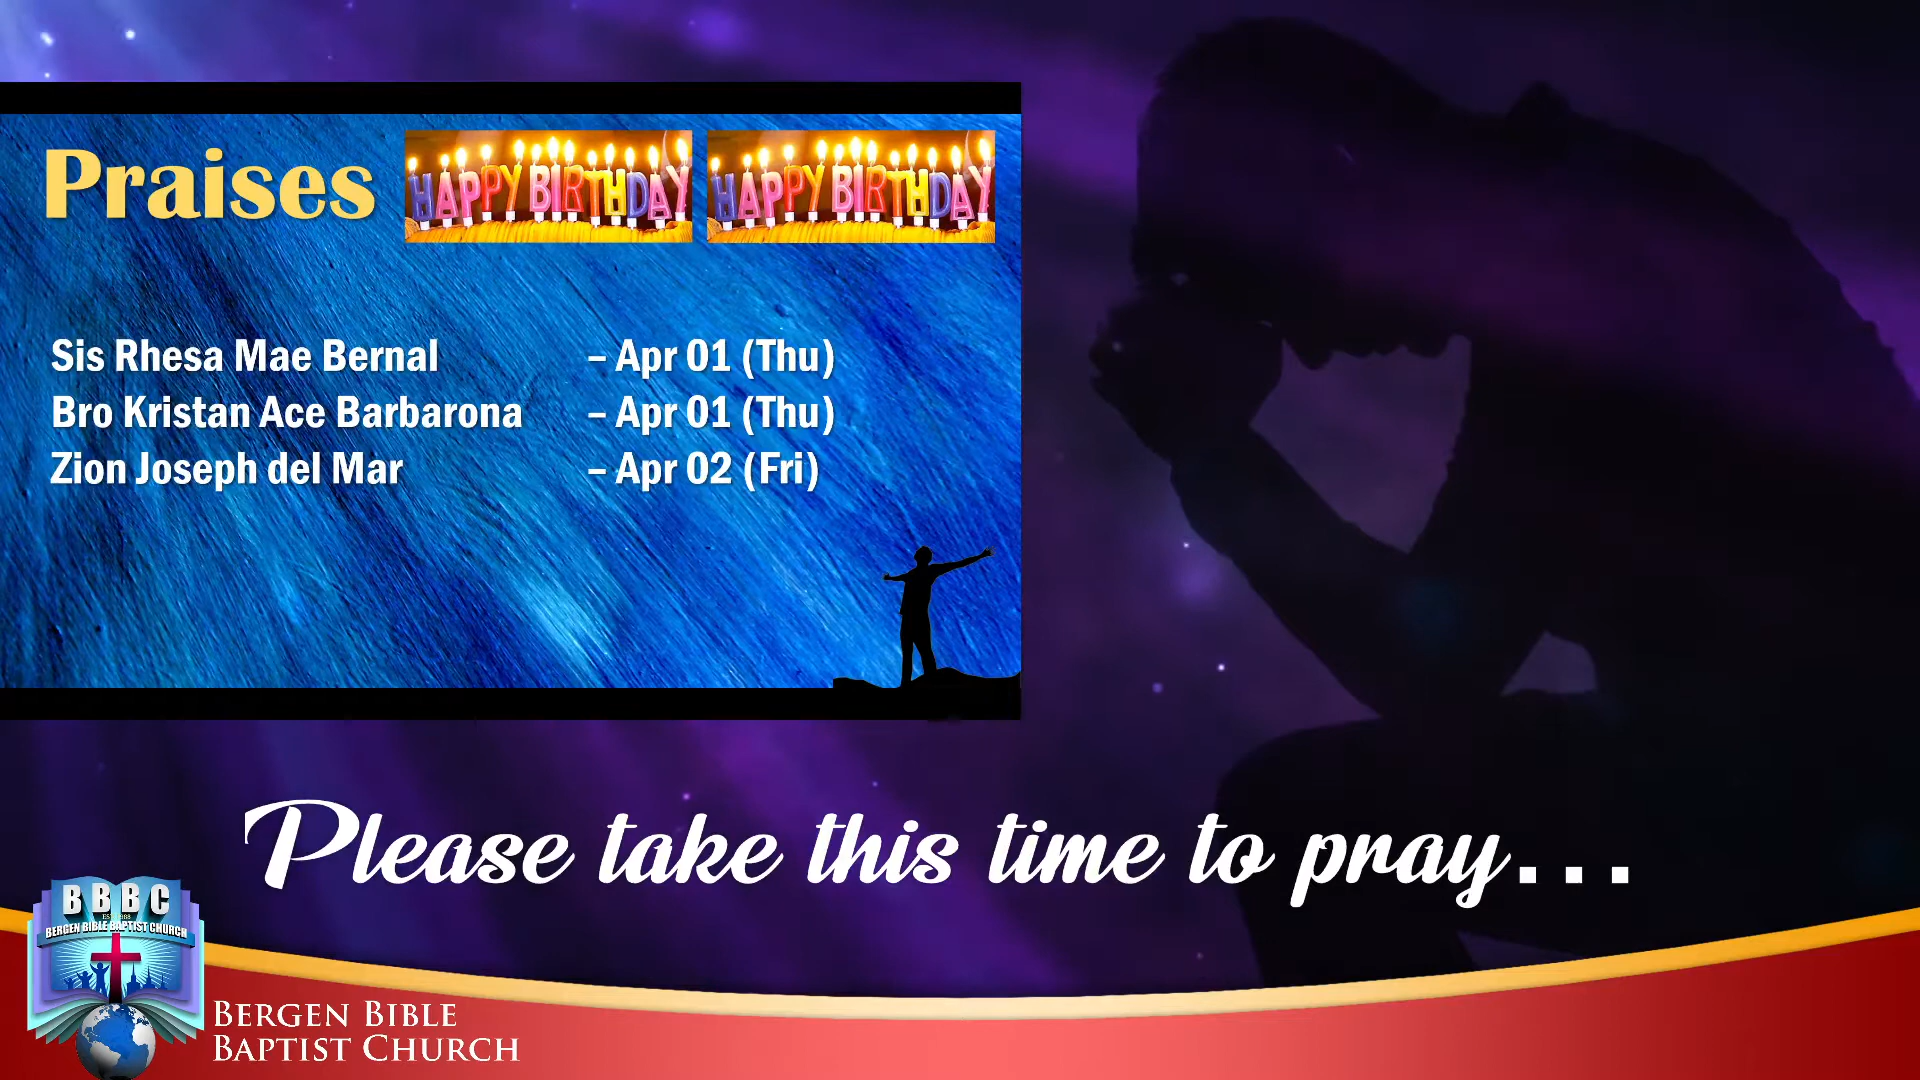 Praises
HAPPY BIRTHDAY HAPPY BIRTHDAY
Sis Rhesa Mae Bernal – Apr 01 (Thu)
Bro Kristan Ace Barbarona – Apr 01 (Thu)
Zion Joseph del Mar – Apr 02 (Fri)
Please take this time to pray...
BBBC
BERGEN BIBLE BAPTIST CHURCH
BERGEN BIBLE
BAPTIST CHURCH